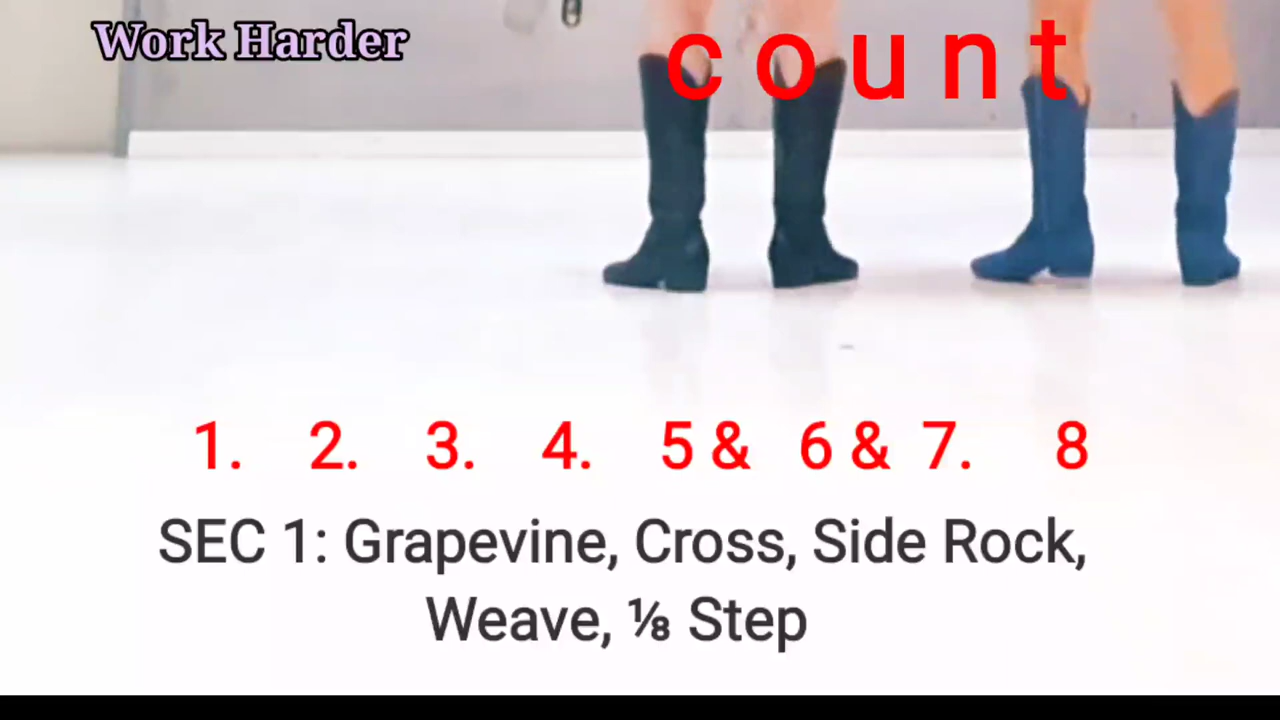 Work Harder
count
1. 2. 3. 4. 5 & 6 & 7. 8
SEC 1: Grapevine, Cross, Side Rock,
Weave, ⅛ Step